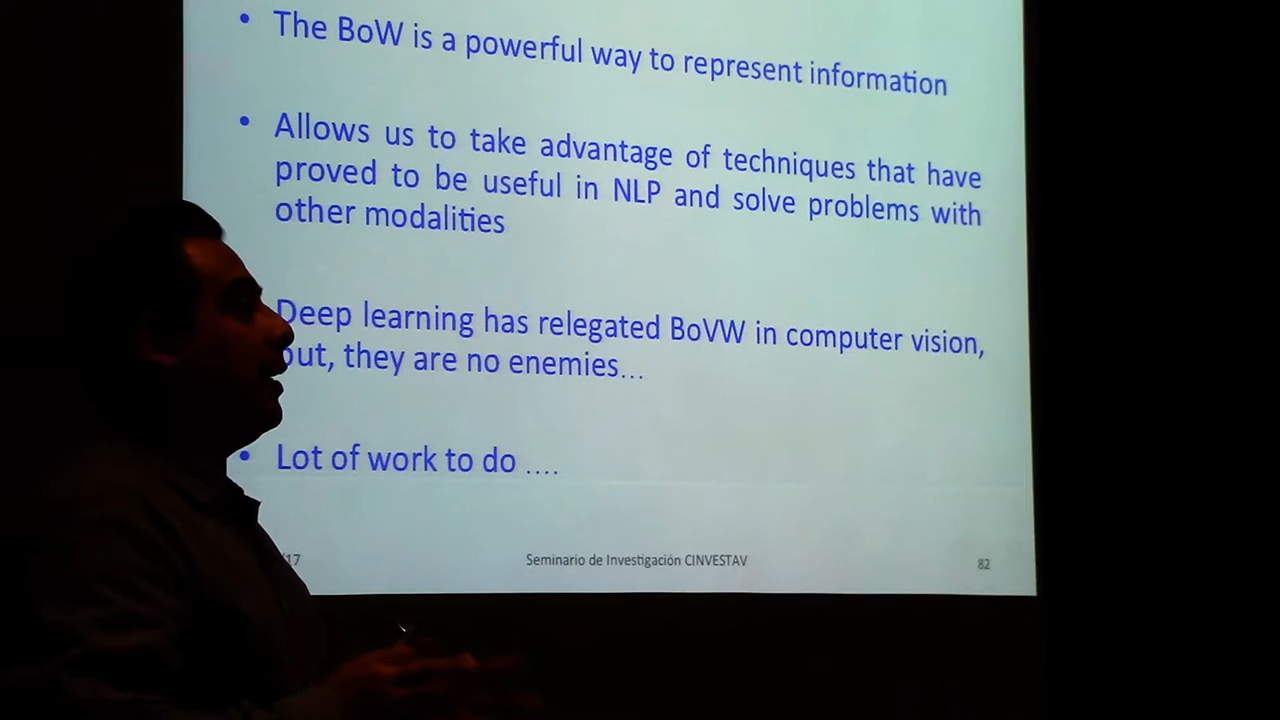 • The BoW is a powerful way to represent information
• Allows us to take advantage of techniques that have
proved to be useful in NLP and solve problems with
other modalities
Deep learning has relegated BoVW in computer vision,
but, they are no enemies...
• Lot of work to do ....
/17
Seminario de Investigación CINVESTAV
82